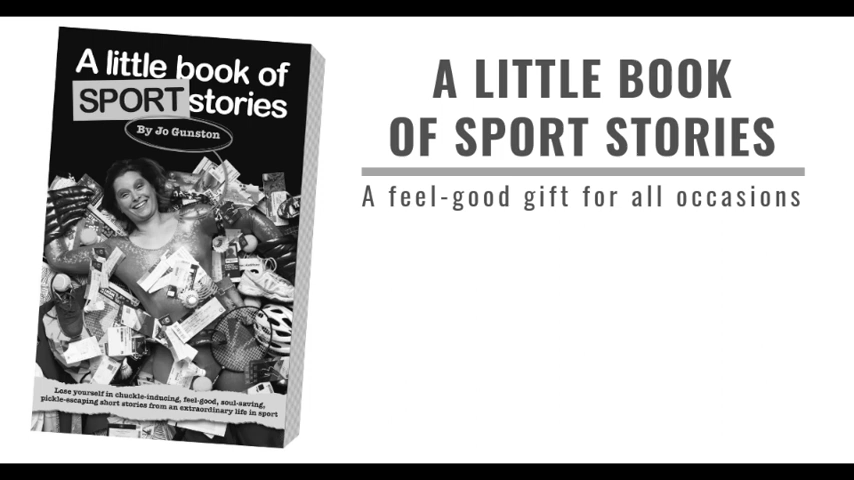 A little book of
SPORT stories
By Jo Gunston
Lose yourself in chuckle-inducing, feel-good, soul-saving,
pickle-escaping short stories from an extraordinary life in sport
A LITTLE BOOK
OF SPORT STORIES
A feel-good gift for all occasions